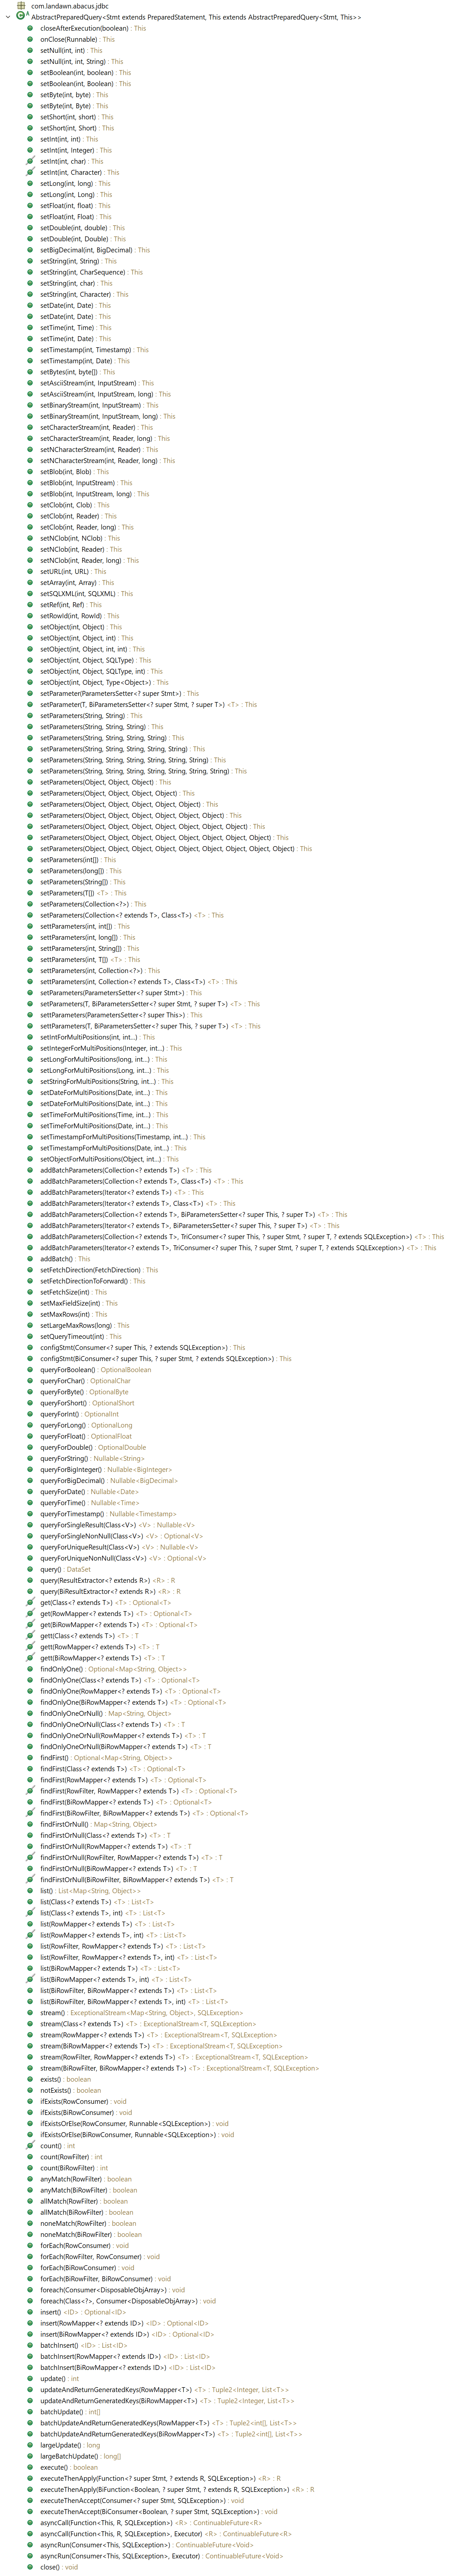 com.landawn.abacus.jdbc
AbstractPreparedQuery<Stmt extends PreparedStatement, This extends AbstractPreparedQuery<Stmt, This>>
closeAfterExecution(boolean) : This
onClose(Runnable) : This
setNull(int, int) : This
setNull(int, int, String) : This
setBoolean(int, boolean) : This
setBoolean(int, Boolean) : This
setByte(int, byte) : This
setByte(int, Byte) : This
setShort(int, short) : This
setShort(int, Short) : This
setInt(int, int) : This
setInt(int, Integer) : This
setInt(int, char) : This
setInt(int, Character) : This
setLong(int, long) : This
setLong(int, Long) : This
setFloat(int, float) : This
setFloat(int, Float) : This
setDouble(int, double) : This
setDouble(int, Double) : This
setBigDecimal(int, BigDecimal) : This
setString(int, String) : This
setString(int, CharSequence) : This
setString(int, char) : This
setString(int, Character) : This
setDate(int, Date) : This
setDate(int, Date) : This
setTime(int, Time) : This
setTime(int, Date) : This
setTimestamp(int, Timestamp) : This
setTimestamp(int, Date) : This
setBytes(int, byte[]) : This
setAsciiStream(int, InputStream) : This
setAsciiStream(int, InputStream, long) : This
setBinaryStream(int, InputStream) : This
setBinaryStream(int, InputStream, long) : This
setCharacterStream(int, Reader) : This
setCharacterStream(int, Reader, long) : This
setNCharacterStream(int, Reader) : This
setNCharacterStream(int, Reader, long) : This
setBlob(int, Blob) : This
setBlob(int, InputStream) : This
setBlob(int, InputStream, long) : This
setClob(int, Clob) : This
setClob(int, Reader) : This
setClob(int, Reader, long) : This
setNClob(int, NClob) : This
setNClob(int, Reader) : This
setNClob(int, Reader, long) : This
setURL(int, URL) : This
setArray(int, Array) : This
setSQLXML(int, SQLXML) : This
setRef(int, Ref) : This
setRowId(int, RowId) : This
setObject(int, Object) : This
setObject(int, Object, int) : This
setObject(int, Object, int, int) : This
setObject(int, Object, SQLType) : This
setObject(int, Object, SQLType, int) : This
setObject(int, Object, Type<Object>) : This
setParameter(ParametersSetter<? super Stmt>) : This
setParameter(T, BiParametersSetter<? super Stmt, ? super T>) <T> : This
setParameters(String, String) : This
setParameters(String, String, String) : This
setParameters(String, String, String, String) : This
setParameters(String, String, String, String, String) : This
setParameters(String, String, String, String, String, String) : This
setParameters(String, String, String, String, String, String, String) : This
setParameters(Object, Object, Object) : This
setParameters(Object, Object, Object, Object) : This
setParameters(Object, Object, Object, Object, Object) : This
setParameters(Object, Object, Object, Object, Object, Object) : This
setParameters(Object, Object, Object, Object, Object, Object, Object) : This
setParameters(Object, Object, Object, Object, Object, Object, Object, Object) : This
setParameters(Object, Object, Object, Object, Object, Object, Object, Object, Object) : This
setParameters(int[]) : This
setParameters(long[]) : This
setParameters(String[]) : This
setParameters(T[]) <T> : This
setParameters(Collection<?>) : This
setParameters(Collection<? extends T>, Class<T>) <T> : This
settParameters(int, int[]) : This
settParameters(int, long[]) : This
settParameters(int, String[]) : This
settParameters(int, T[]) <T> : This
settParameters(int, Collection<?>) : This
settParameters(int, Collection<? extends T>, Class<T>) <T> : This
setParameters(ParametersSetter<? super Stmt>) : This
setParameters(T, BiParametersSetter<? super Stmt, ? super T>) <T> : This
settParameters(ParametersSetter<? super This>) : This
settParameters(T, BiParametersSetter<? super This, ? super T>) <T> : This
setIntForMultiPositions(int, int...) : This
setIntegerForMultiPositions(Integer, int...) : This
setLongForMultiPositions(long, int...) : This
setLongForMultiPositions(Long, int...) : This
setStringForMultiPositions(String, int...) : This
setDateForMultiPositions(Date, int...) : This
setDateForMultiPositions(Date, int...) : This
setTimeForMultiPositions(Time, int...) : This
setTimeForMultiPositions(Date, int...) : This
setTimestampForMultiPositions(Timestamp, int...) : This
setTimestampForMultiPositions(Date, int...) : This
setObjectForMultiPositions(Object, int...) : This
addBatchParameters(Collection<? extends T>) <T> : This
addBatchParameters(Collection<? extends T>, Class<T>) <T> : This
addBatchParameters(Iterator<? extends T>) <T> : This
addBatchParameters(Iterator<? extends T>, Class<T>) <T> : This
addBatchParameters(Collection<? extends T>, BiParametersSetter<? super This, ? super T>) <T> : This
addBatchParameters(Iterator<? extends T>, BiParametersSetter<? super This, ? super T>) <T> : This
addBatchParameters(Collection<? extends T>, TriConsumer<? super This, ? super Stmt, ? super T, ? extends SQLException>) <T> : This
addBatchParameters(Iterator<? extends T>, TriConsumer<? super This, ? super Stmt, ? super T, ? extends SQLException>) <T> : This
addBatch() : This
setFetchDirection(FetchDirection) : This
setFetchDirectionToForward() : This
setFetchSize(int) : This
setMaxFieldSize(int) : This
setMaxRows(int) : This
setLargeMaxRows(long) : This
setQueryTimeout(int) : This
configStmt(Consumer<? super This, ? extends SQLException>) : This
configStmt(BiConsumer<? super This, ? super Stmt, ? extends SQLException>) : This
queryForBoolean() : OptionalBoolean
queryForChar() : OptionalChar
queryForByte() : OptionalByte
queryForShort() : OptionalShort
queryForInt() : OptionalInt
queryForLong() : OptionalLong
queryForFloat() : OptionalFloat
queryForDouble() : OptionalDouble
queryForString() : Nullable<String>
queryForBigInteger() : Nullable<BigInteger>
queryForBigDecimal() : Nullable<BigDecimal>
queryForDate() : Nullable<Date>
queryForTime() : Nullable<Time>
queryForTimestamp() : Nullable<Timestamp>
queryForSingleResult(Class<V>) <V> : Nullable<V>
queryForSingleNonNull(Class<V>) <V> : Optional<V>
queryForUniqueResult(Class<V>) <V> : Nullable<V>
queryForUniqueNonNull(Class<V>) <V> : Optional<V>
query() : DataSet
query(ResultExtractor<? extends R>) <R> : R
query(BiResultExtractor<? extends R>) <R> : R
get(Class<? extends T>) <T> : Optional<T>
get(RowMapper<? extends T>) <T> : Optional<T>
get(BiRowMapper<? extends T>) <T> : Optional<T>
gett(Class<? extends T>) <T> : T
gett(RowMapper<? extends T>) <T> : T
gett(BiRowMapper<? extends T>) <T> : T
findOnlyOne() : Optional<Map<String, Object>>
findOnlyOne(Class<? extends T>) <T> : Optional<T>
findOnlyOne(RowMapper<? extends T>) <T> : Optional<T>
findOnlyOne(BiRowMapper<? extends T>) <T> : Optional<T>
findOnlyOneOrNull() : Map<String, Object>
findOnlyOneOrNull(Class<? extends T>) <T> : T
findOnlyOneOrNull(RowMapper<? extends T>) <T> : T
findOnlyOneOrNull(BiRowMapper<? extends T>) <T> : T
findFirst() : Optional<Map<String, Object>>
findFirst(Class<? extends T>) <T> : Optional<T>
findFirst(RowMapper<? extends T>) <T> : Optional<T>
findFirst(RowFilter, RowMapper<? extends T>) <T> : Optional<T>
findFirst(BiRowMapper<? extends T>) <T> : Optional<T>
findFirst(BiRowFilter, BiRowMapper<? extends T>) <T> : Optional<T>
findFirstOrNull() : Map<String, Object>
findFirstOrNull(Class<? extends T>) <T> : T
findFirstOrNull(RowMapper<? extends T>) <T> : T
findFirstOrNull(RowFilter, RowMapper<? extends T>) <T> : T
findFirstOrNull(BiRowMapper<? extends T>) <T> : T
findFirstOrNull(BiRowFilter, BiRowMapper<? extends T>) <T> : T
list() : List<Map<String, Object>>
list(Class<? extends T>) <T> : List<T>
list(Class<? extends T>, int) <T> : List<T>
list(RowMapper<? extends T>) <T> : List<T>
list(RowMapper<? extends T>, int) <T> : List<T>
list(RowFilter, RowMapper<? extends T>) <T> : List<T>
list(RowFilter, RowMapper<? extends T>, int) <T> : List<T>
list(BiRowMapper<? extends T>) <T> : List<T>
list(BiRowMapper<? extends T>, int) <T> : List<T>
list(BiRowFilter, BiRowMapper<? extends T>) <T> : List<T>
list(BiRowFilter, BiRowMapper<? extends T>, int) <T> : List<T>
stream() : ExceptionalStream<Map<String, Object>, SQLException>
stream(Class<? extends T>) <T> : ExceptionalStream<T, SQLException>
stream(RowMapper<? extends T>) <T> : ExceptionalStream<T, SQLException>
stream(BiRowMapper<? extends T>) <T> : ExceptionalStream<T, SQLException>
stream(RowFilter, RowMapper<? extends T>) <T> : ExceptionalStream<T, SQLException>
stream(BiRowFilter, BiRowMapper<? extends T>) <T> : ExceptionalStream<T, SQLException>
exists() : boolean
notExists() : boolean
ifExists(RowConsumer) : void
ifExists(BiRowConsumer) : void
ifExistsOrElse(RowConsumer, Runnable<SQLException>) : void
ifExistsOrElse(BiRowConsumer, Runnable<SQLException>) : void
count() : int
count(RowFilter) : int
count(BiRowFilter) : int
anyMatch(RowFilter) : boolean
anyMatch(BiRowFilter) : boolean
allMatch(RowFilter) : boolean
allMatch(BiRowFilter) : boolean
noneMatch(RowFilter) : boolean
noneMatch(BiRowFilter) : boolean
forEach(RowConsumer) : void
forEach(RowFilter, RowConsumer) : void
forEach(BiRowConsumer) : void
forEach(BiRowFilter, BiRowConsumer) : void
foreach(Consumer<DisposableObjArray>) : void
foreach(Class<?>, Consumer<DisposableObjArray>) : void
insert() <ID> : Optional<ID>
insert(RowMapper<? extends ID>) <ID> : Optional<ID>
insert(BiRowMapper<? extends ID>) <ID> : Optional<ID>
batchInsert() <ID> : List<ID>
batchInsert(RowMapper<? extends ID>) <ID> : List<ID>
batchInsert(BiRowMapper<? extends ID>) <ID> : List<ID>
update() : int
updateAndReturnGeneratedKeys(RowMapper<T>) <T> : Tuple2<Integer, List<T>>
updateAndReturnGeneratedKeys(BiRowMapper<T>) <T> : Tuple2<Integer, List<T>>
batchUpdate() : int[]
batchUpdateAndReturnGeneratedKeys(RowMapper<T>) <T> : Tuple2<int[], List<T>>
batchUpdateAndReturnGeneratedKeys(BiRowMapper<T>) <T> : Tuple2<int[], List<T>>
largeUpdate() : long
largeBatchUpdate() : long[]
execute() : boolean
executeThenApply(Function<? super Stmt, ? extends R, SQLException>) <R> : R
executeThenApply(BiFunction<Boolean, ? super Stmt, ? extends R, SQLException>) <R> : R
executeThenAccept(Consumer<? super Stmt, SQLException>) : void
executeThenAccept(BiConsumer<Boolean, ? super Stmt, SQLException>) : void
asyncCall(Function<This, R, SQLException>) <R> : ContinuableFuture<R>
asyncCall(Function<This, R, SQLException>, Executor) <R> : ContinuableFuture<R>
asyncRun(Consumer<This, SQLException>) : ContinuableFuture<Void>
asyncRun(Consumer<This, SQLException>, Executor) : ContinuableFuture<Void>
close() : void